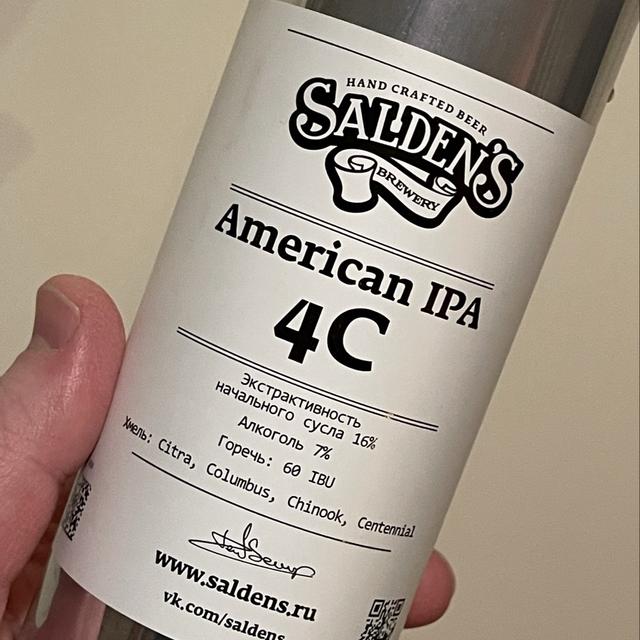 HAND CRAFTED BEER
SALDEN'S
BREWERY
American IPA
4C
Экстрактивность
начального сусла 16%
Алкоголь 7%
Горечь: 60 IBU
Хмель: Citra, Columbus, Chinook, Centennial
www.saldens.ru
vk.com/saldens